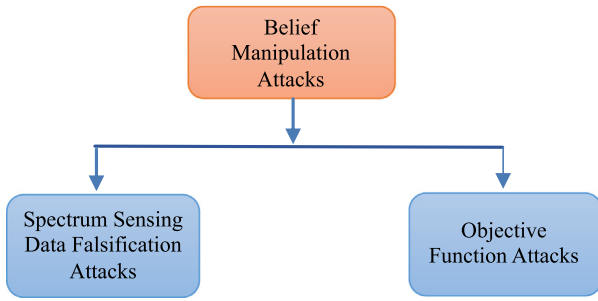 Belief
Manipulation
Attacks
Spectrum Sensing
Data Falsification
Attacks
Objective
Function Attacks